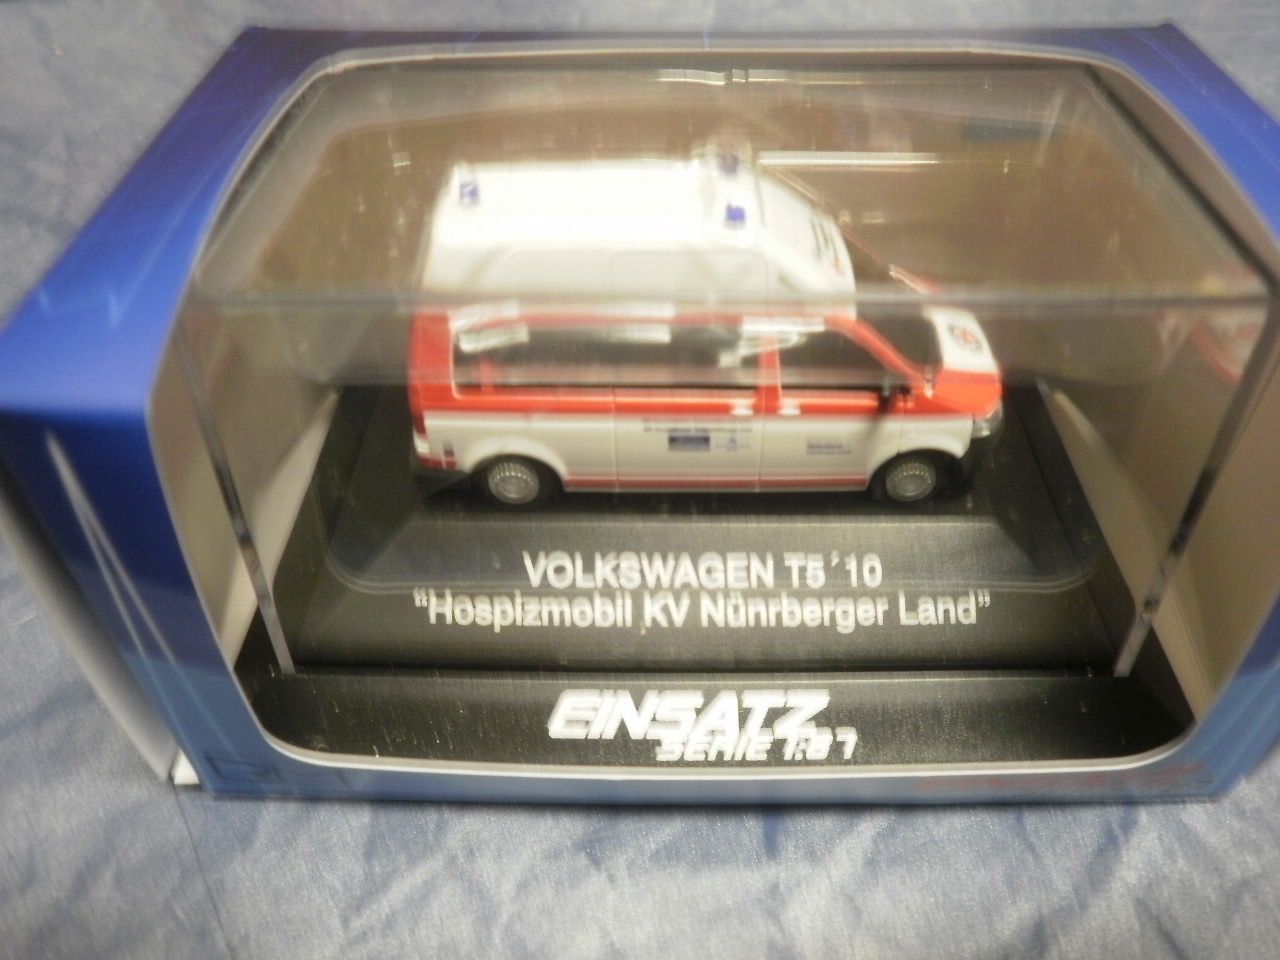 VOLKSWAGEN T5´10
“Hospizmobil KV Nünrberger Land”
EINSATZ
SERIE 1:87